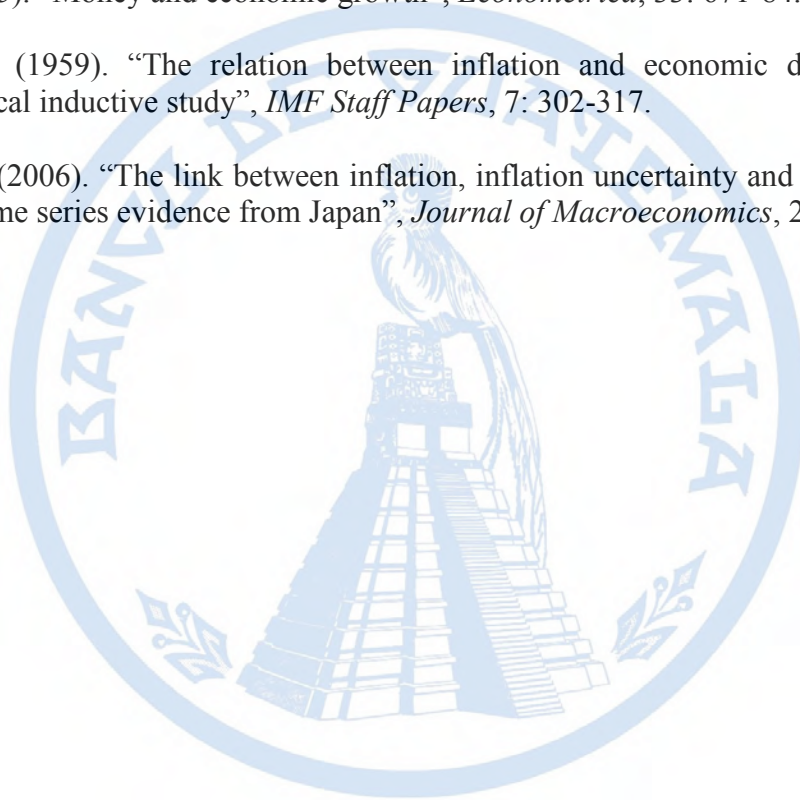 “Money and economic growth”, Econometrica, 33: 671-84.
(1959). “The relation between inflation and economic d
cal inductive study”, IMF Staff Papers, 7: 302-317.
(2006). “The link between inflation, inflation uncertainty and
me series evidence from Japan”, Journal of Macroeconomics, 2
BANCO DE GUATEMALA